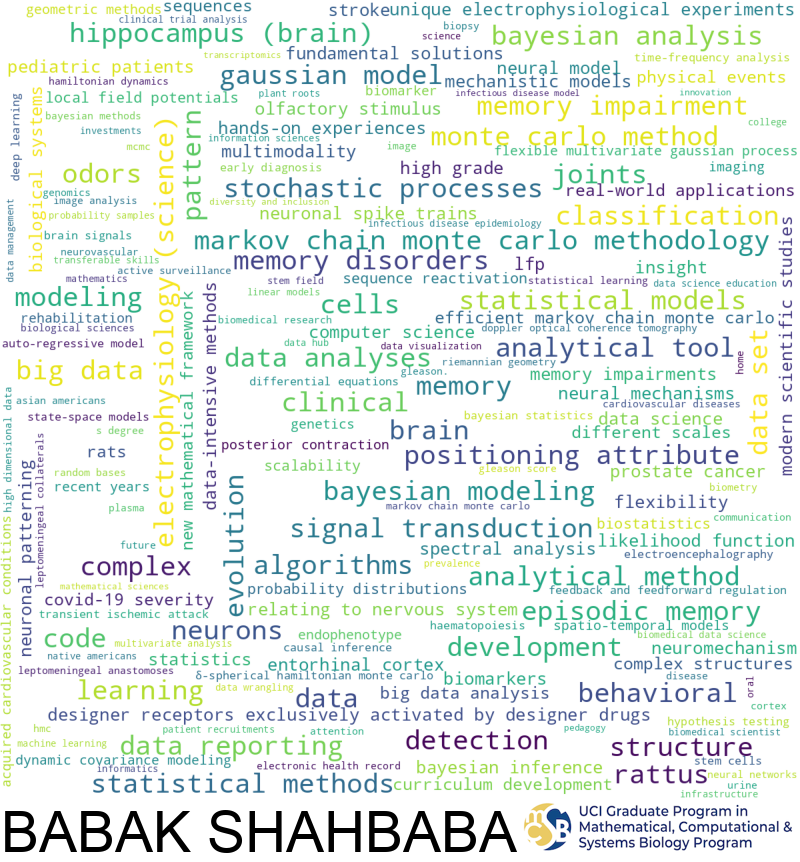 geometric methods
sequences
clinical trial analysis
stroke
unique electrophysiological experiments
hippocampus (brain)
biopsy
science
bayesian analysis
transcriptomics
fundamental solutions
time-frequency analysis
pediatric patients
hamiltonian dynamics
gaussian model
neural model
mechanistic models
physical events
deep learning
local field potentials
plant roots
biomarker
infectious disease model
innovation
bayesian methods
olfactory stimulus
memory impairment
investments
hands-on experiences
college
information sciences
monte carlo method
mcmc
multimodality
image
flexible multivariate gaussian process
biological systems
electrophysiology (science)
pattern
odors
early diagnosis
high grade
joints
imaging
genomics
stochastic processes
real-world applications
image analysis
diversity and inclusion
probability samples
neuronal spike trains
classification
infectious disease epidemiology
data management
brain signals
markov chain monte carlo methodology
neurovascular
transferable skills
memory disorders
lfp
insight
active surveillance
mathematics
stem field
sequence reactivation
statistical learning
data science education
modern scientific studies
modeling
linear models
cells
statistical models
rehabilitation
biomedical research
efficient markov chain monte carlo
biological sciences
computer science
doppler optical coherence tomography
auto-regressive model
data hub
data visualization
analytical tool
data set
home
new mathematical framework
data-intensive methods
data analyses
riemannian geometry
big data
gleason.
memory impairments
differential equations
memory
neural mechanisms
high dimensional data
asian americans
clinical
cardiovascular diseases
state-space models
genetics
bayesian statistics
data science
s degree
brain
different scales
posterior contraction
rats
positioning attribute
scalability
gleason score
prostate cancer
random bases
recent years
bayesian modeling
biometry
leptomeningeal collaterals
neuronal patterning
plasma
markov chain monte carlo
flexibility
communication
signal transduction
biostatistics
evolution
future
spectral analysis
likelihood function
electroencephalography
complex
algorithms
prevalence
analytical method
mathematical sciences
probability distributions
feedback and feedforward regulation
covid-19 severity
relating to nervous system
episodic memory
transient ischemic attack
haematopoiesis
spatio-temporal models
neurons
endophenotype
biomedical data science
code
multivariate analysis
causal inference
development
neuromechanism
native americans
statistics
entorhinal cortex
complex structures
leptomeningeal anastomoses
δ-spherical hamiltonian monte carlo
biomarkers
disease
acquired cardiovascular conditions
learning
data wrangling
data
big data analysis
behavioral
oral
cortex
designer receptors exclusively activated by designer drugs
hypothesis testing
hmc
patient recruitments
attention
pedagogy
biomedical scientist
machine learning
data reporting
detection
structure
dynamic covariance modeling
electronic health record
stem cells
informatics
bayesian inference
rattus
neural networks
statistical methods
curriculum development
urine
infrastructure
BABAK SHAHBABA
MCSB
UCI Graduate Program in
Mathematical, Computational &
Systems Biology Program